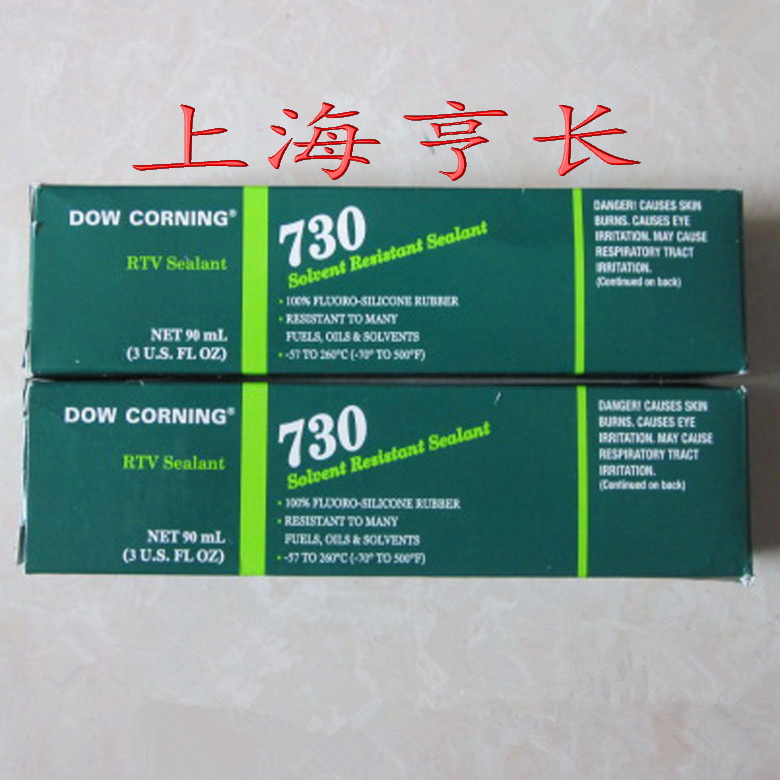 上海亨长
DOW CORNING®
RTV Sealant
NET 90 mL
(3 U.S. FL OZ)
730
Solvent Resistant Sealant
• 100% FLUORO-SILICONE RUBBER
• RESISTANT TO MANY
FUELS, OILS & SOLVENTS
• -57 TO 260°C (-70° TO 500°F)
DANGER! CAUSES SKIN
BURNS. CAUSES EYE
IRRITATION. MAY CAUSE
RESPIRATORY TRACT
IRRITATION.
(Continued on back)
DOW CORNING®
RTV Sealant
NET 90 mL
(3 U.S. FL OZ)
730
Solvent Resistant Sealant
• 100% FLUORO-SILICONE RUBBER
• RESISTANT TO MANY
FUELS, OILS & SOLVENTS
• -57 TO 260°C (-70° TO 500°F)
DANGER! CAUSES SKIN
BURNS. CAUSES EYE
IRRITATION. MAY CAUSE
RESPIRATORY TRACT
IRRITATION.
(Continued on back)